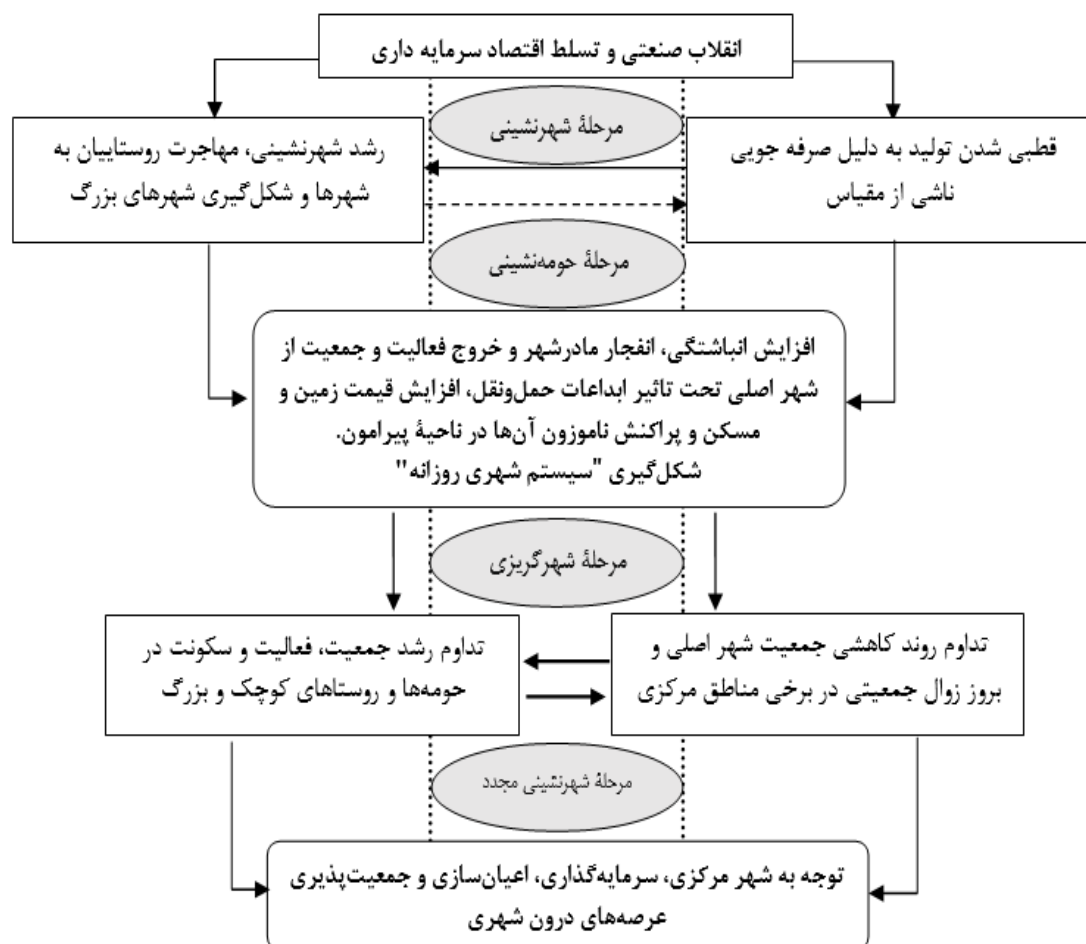 انقلاب صنعتی و تسلط اقتصاد سرمایه داری
مرحلهٔ شهرنشینی
قطبی شدن تولید به دلیل صرفه جویی
ناشی از مقیاس
رشد شهرنشینی، مهاجرت روستاییان به
شهرها و شکل‌گیری شهرهای بزرگ
مرحلهٔ حومه‌نشینی
افزایش انباشتگی، انفجار مادرشهر و خروج فعالیت و جمعیت از
شهر اصلی تحت تاثیر ابداعات حمل‌ونقل، افزایش قیمت زمین و
مسکن و پراکنش ناموزون آن‌ها در ناحیهٔ پیرامون.
شکل‌گیری "سیستم شهری روزانه"
مرحلهٔ شهرگریزی
تداوم روند کاهشی جمعیت شهر اصلی و
بروز زوال جمعیتی در برخی مناطق مرکزی
تداوم رشد جمعیت، فعالیت و سکونت در
حومه‌ها و روستاهای کوچک و بزرگ
مرحلهٔ شهرنشینی مجدد
توجه به شهر مرکزی، سرمایه‌گذاری، اعیان‌سازی و جمعیت‌پذیری
عرصه‌های درون شهری